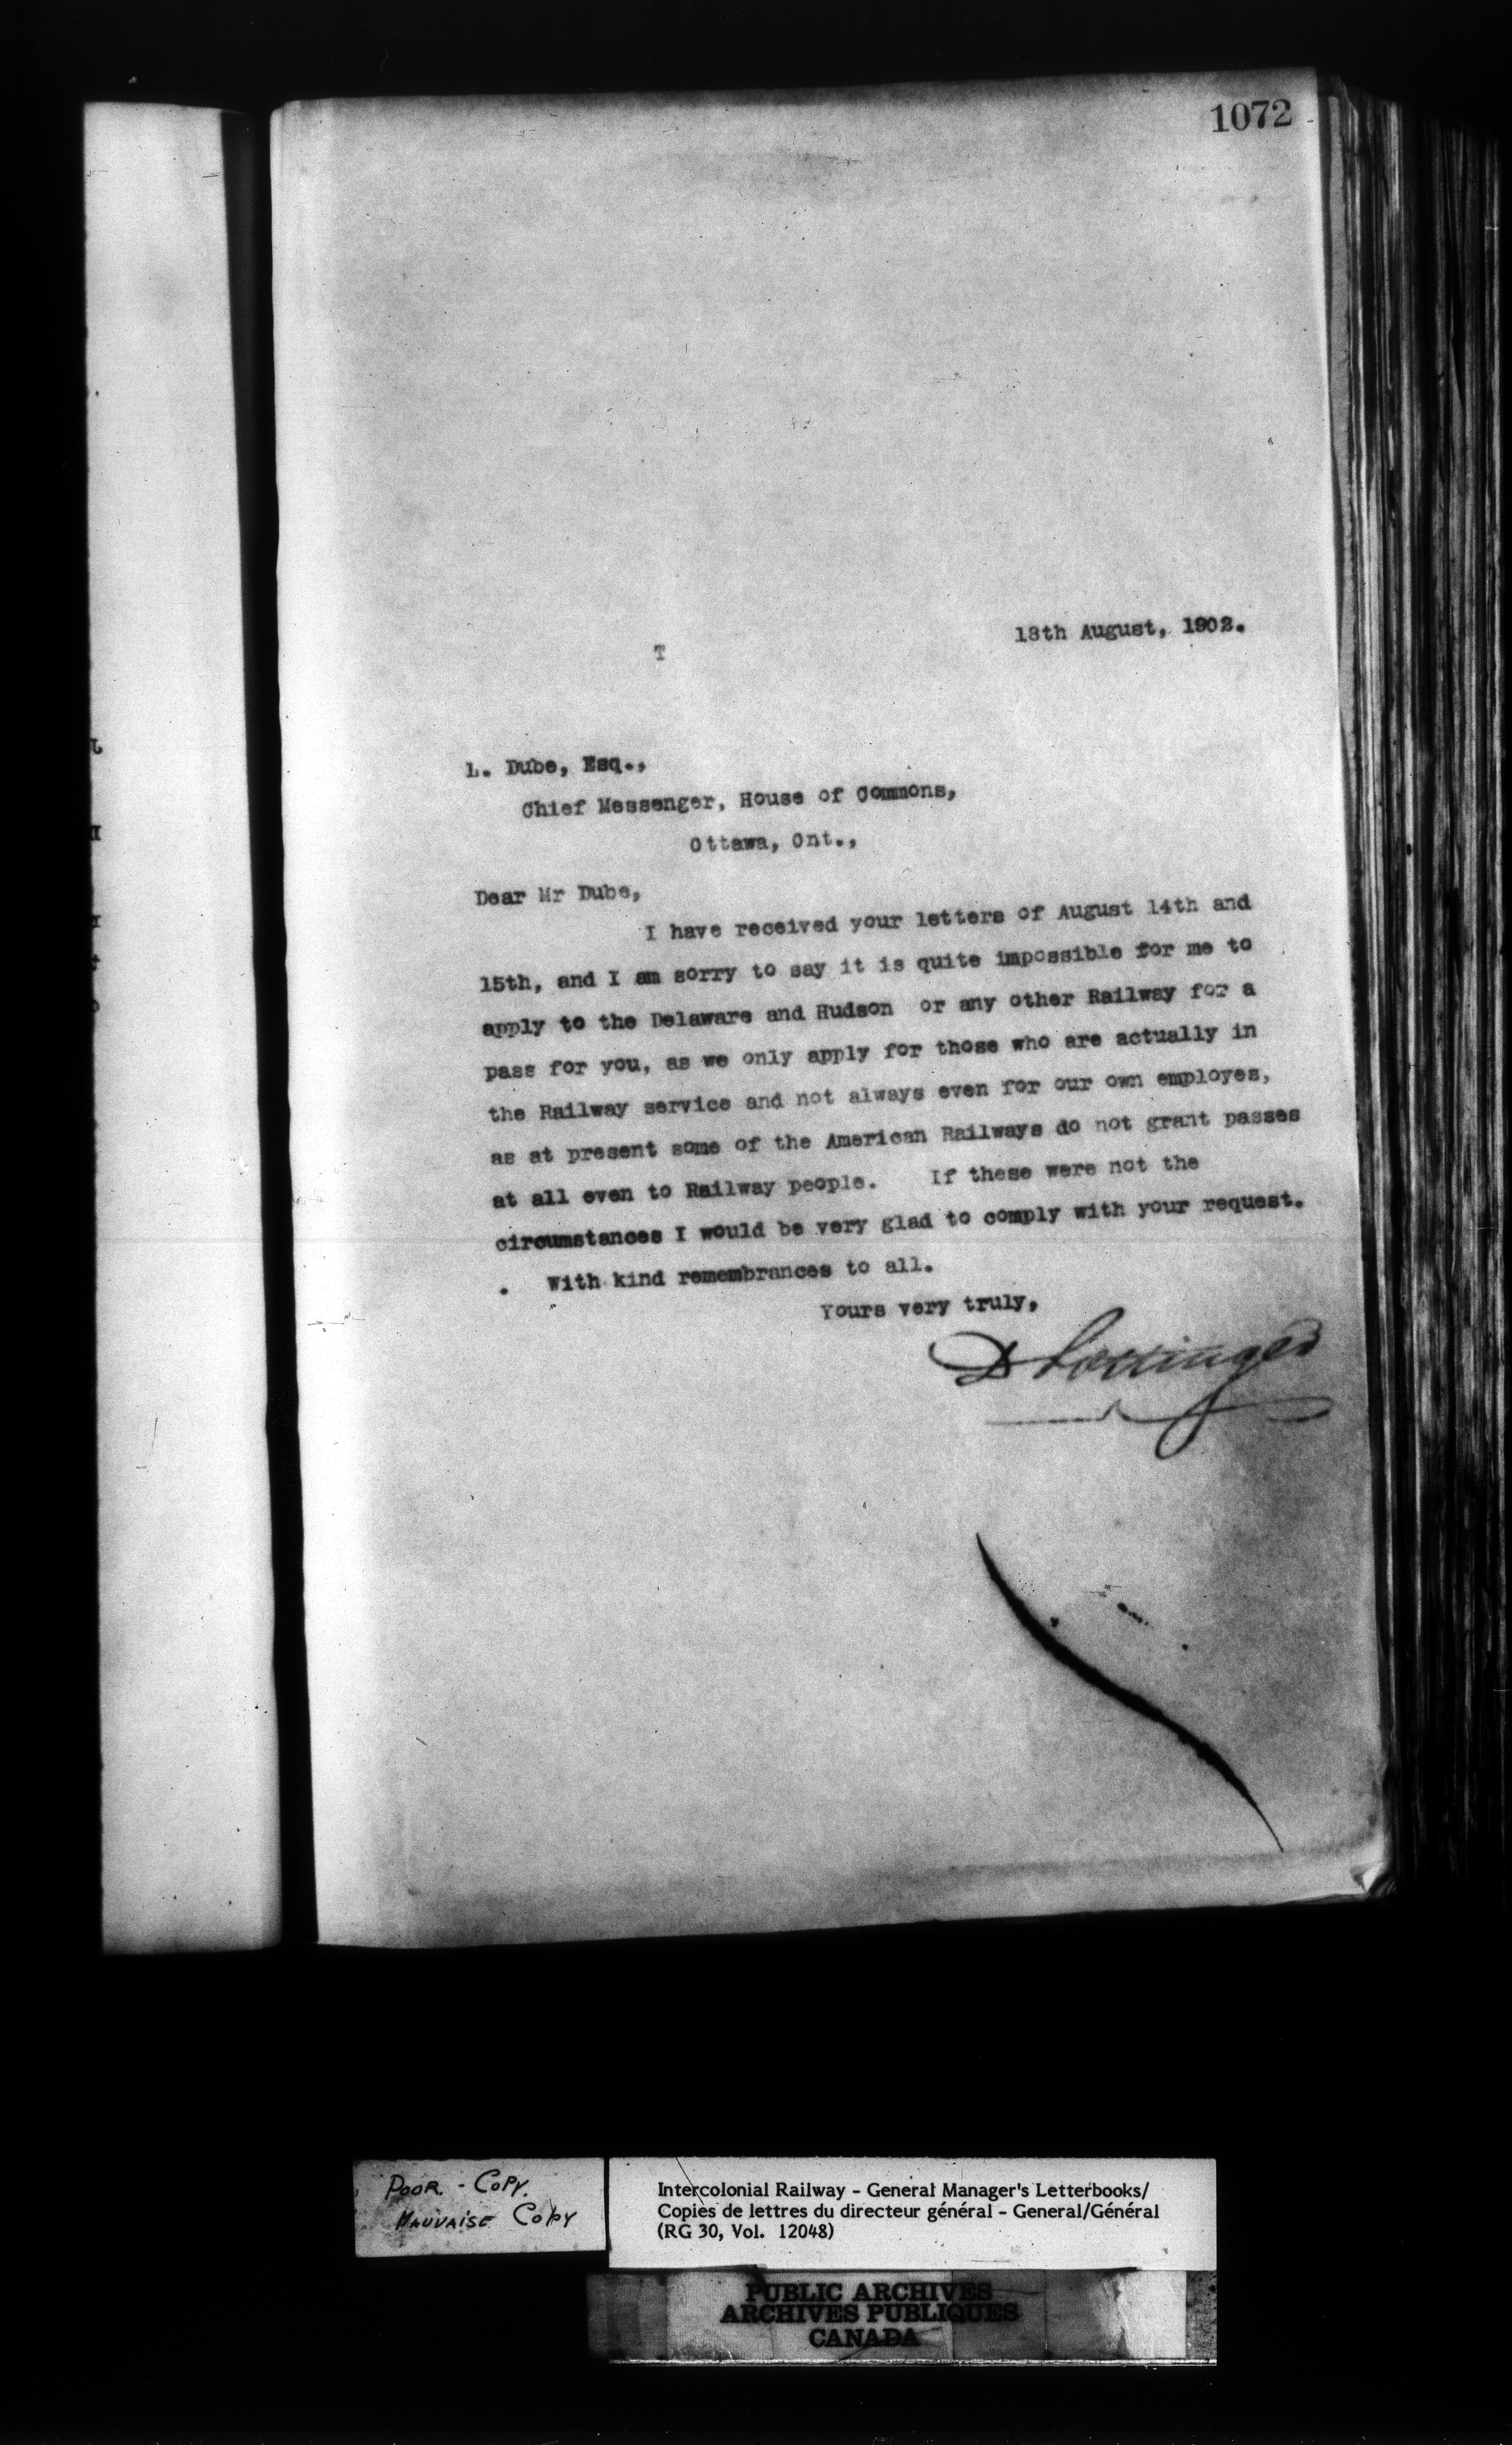 1072
18th August, 1902.
T
L. Dube, Esq.,
Chief Messenger, House of Commons,
Ottawa, Ont.,
Dear Mr Dube,
I have received your letters of August 14th and
15th, and I am sorry to say it is quite impossible for me to
apply to the Delaware and Hudson or any other Railway for a
pass for you, as we only apply for those who are actually in
the Railway service and not always even for our own employes,
as at present some of the American Railways do not grant passes
at all even to Railway people. If these were not the
circumstances I would be very glad to comply with your request.
. With kind remembrances to all.
Yours very truly,
D Pottinger
POOR. - COPY.
MAUVAISE COPY
Intercolonial Railway - General Manager's Letterbooks/
Copies de lettres du directeur général - General/Général
(RG 30, Vol. 12048)
PUBLIC ARCHIVES
ARCHIVES PUBLIQUES
CANADA